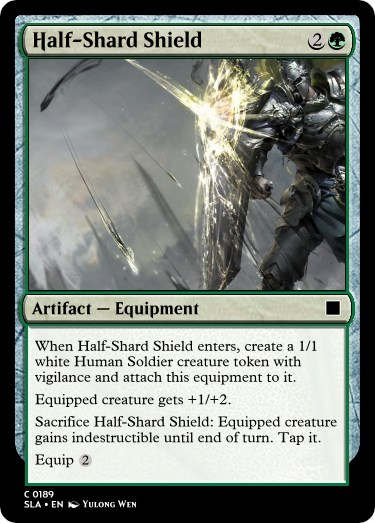 Half-Shard Shield 2
Artifact — Equipment
When Half-Shard Shield enters, create a 1/1
white Human Soldier creature token with
vigilance and attach this equipment to it.
Equipped creature gets +1/+2.
Sacrifice Half-Shard Shield: Equipped creature
gains indestructible until end of turn. Tap it.
Equip 2
C 0189
SLA • EN Yulong Wen